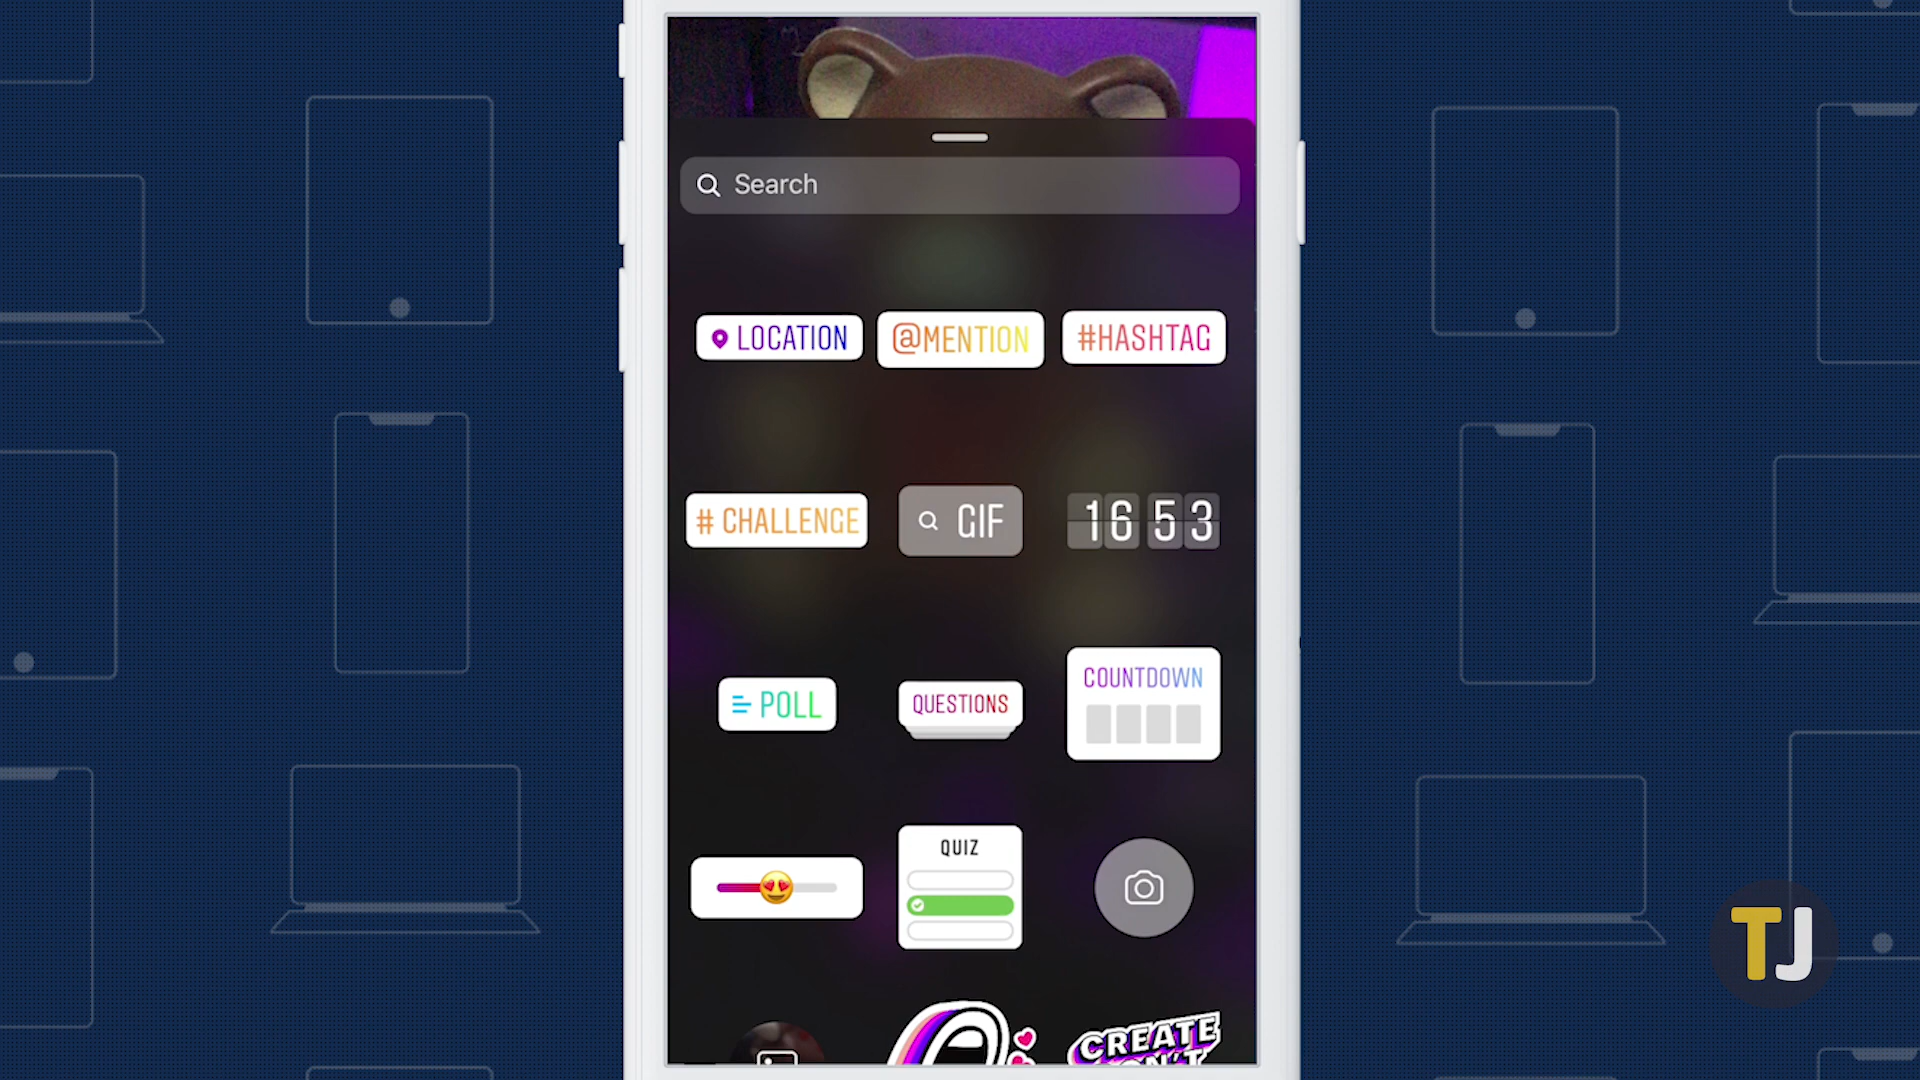 Search
LOCATION
@MENTION
#HASHTAG
# CHALLENGE
GIF
16 53
POLL
QUESTIONS
COUNTDOWN
QUIZ
CREATE
TJ